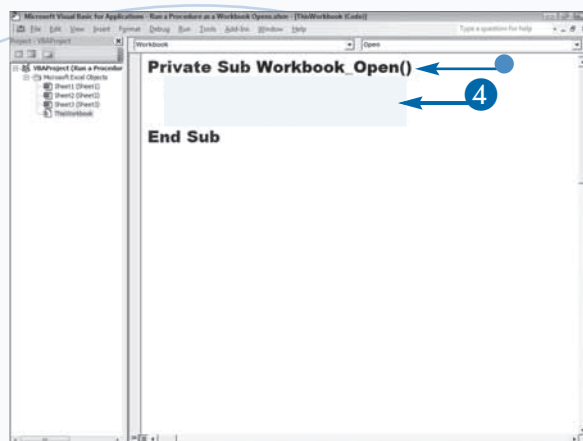 Microsoft Visual Basic for Applications - Run a Procedure as a Workbook Opens.xlsm - [ThisWorkbook (Code)]
File Edit View Insert Format Debug Run Tools Add-Ins Window Help Type a question for help
Project - VBAProject
Workbook Open
VBAProject (Run a Procedur
Microsoft Excel Objects
Sheet1 (Sheet1)
Sheet2 (Sheet2)
Sheet3 (Sheet3)
ThisWorkbook
Private Sub Workbook_Open()
4
End Sub